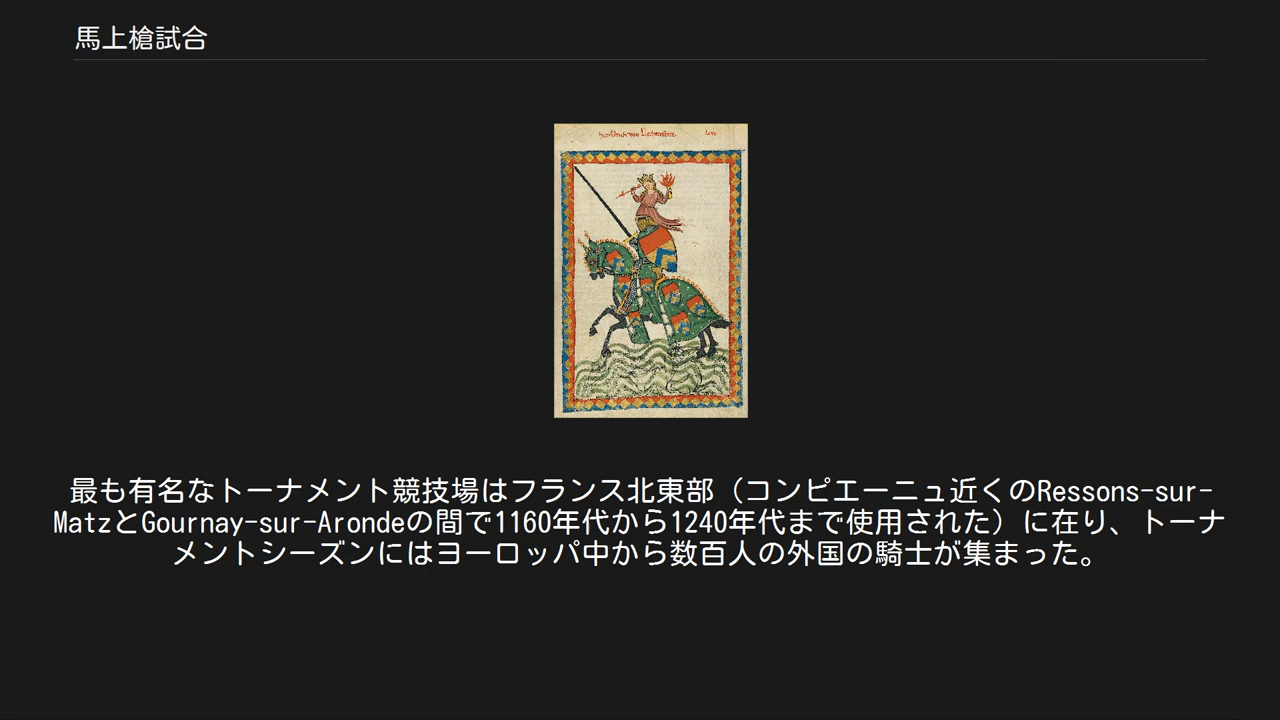 馬上槍試合
最も有名なトーナメント競技場はフランス北東部（コンピエーニュ近くのRessons-sur-
MatzとGournay-sur-Arondeの間で1160年代から1240年代まで使用された）に在り、トーナ
メントシーズンにはヨーロッパ中から数百人の外国の騎士が集まった。